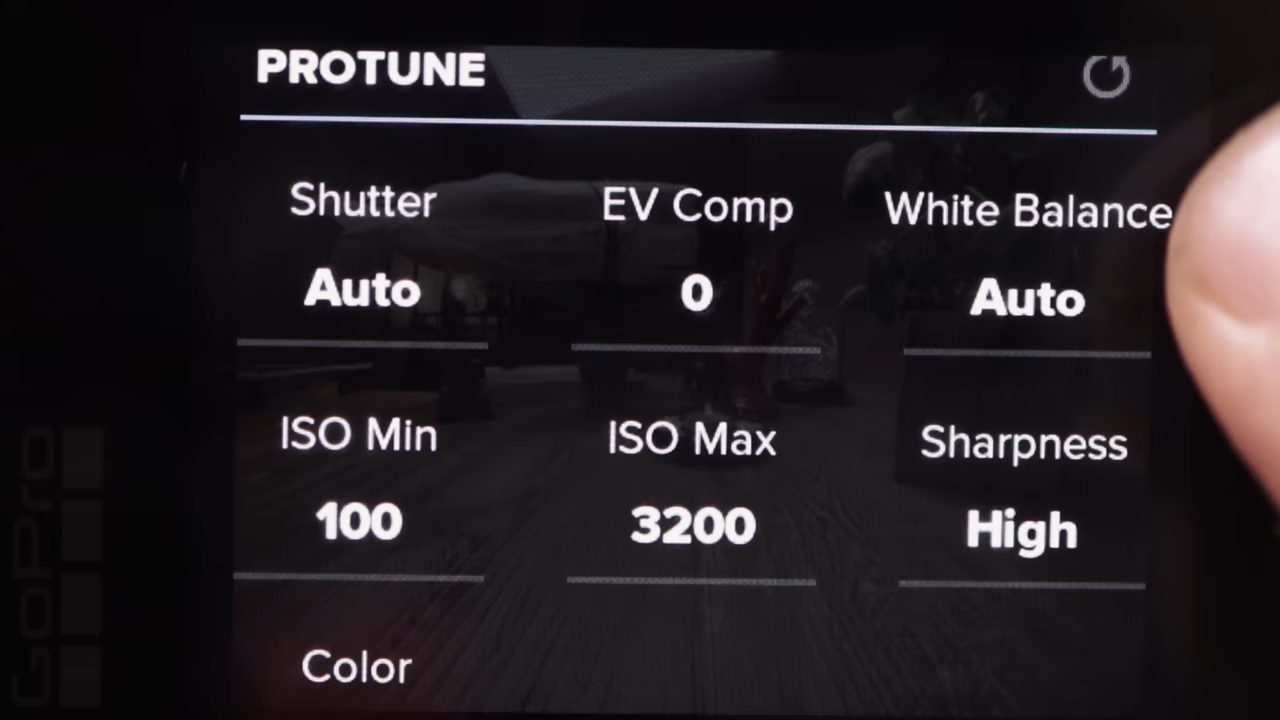 PROTUNE
Shutter
EV Comp
White Balance
Auto
0
Auto
ISO Min
ISO Max
Sharpness
100
3200
High
Color
GoPro